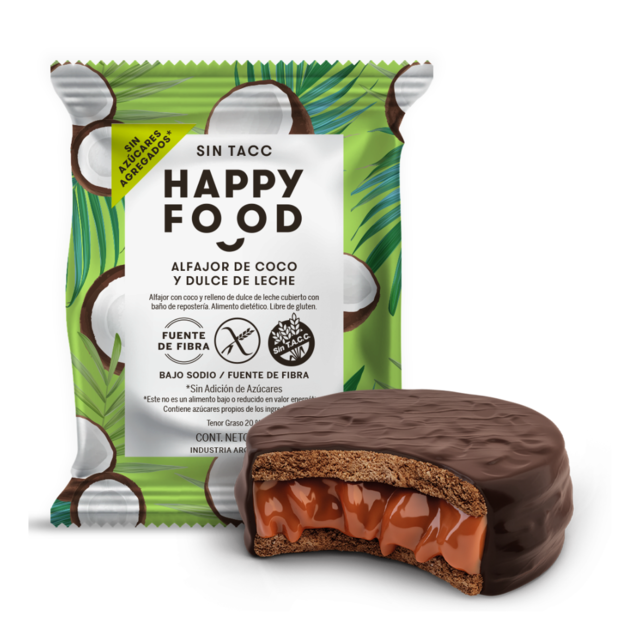 SIN
AZÚCARES
AGREGADOS*
SIN TACC
HAPPY
FOOD
ALFAJOR DE COCO
Y DULCE DE LECHE
Alfajor con coco y relleno de dulce de leche cubierto con
baño de repostería. Alimento dietético. Libre de gluten.
FUENTE
DE FIBRA
Sin T.A.C.C.
BAJO SODIO / FUENTE DE FIBRA
*Sin Adición de Azúcares
*Este no es un alimento bajo o reducido en valor
Contiene azúcares propios de los
Tenor Graso 20
CONT. NETO
INDUSTRIA